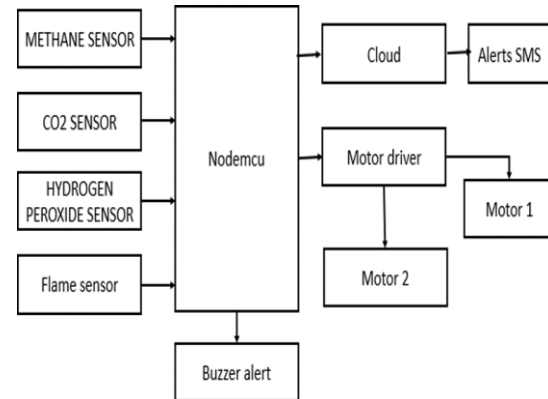 METHANE SENSOR
CO2 SENSOR
HYDROGEN
PEROXIDE SENSOR
Flame sensor
Nodemcu
Buzzer alert
Cloud
Alerts SMS
Motor driver
Motor 1
Motor 2